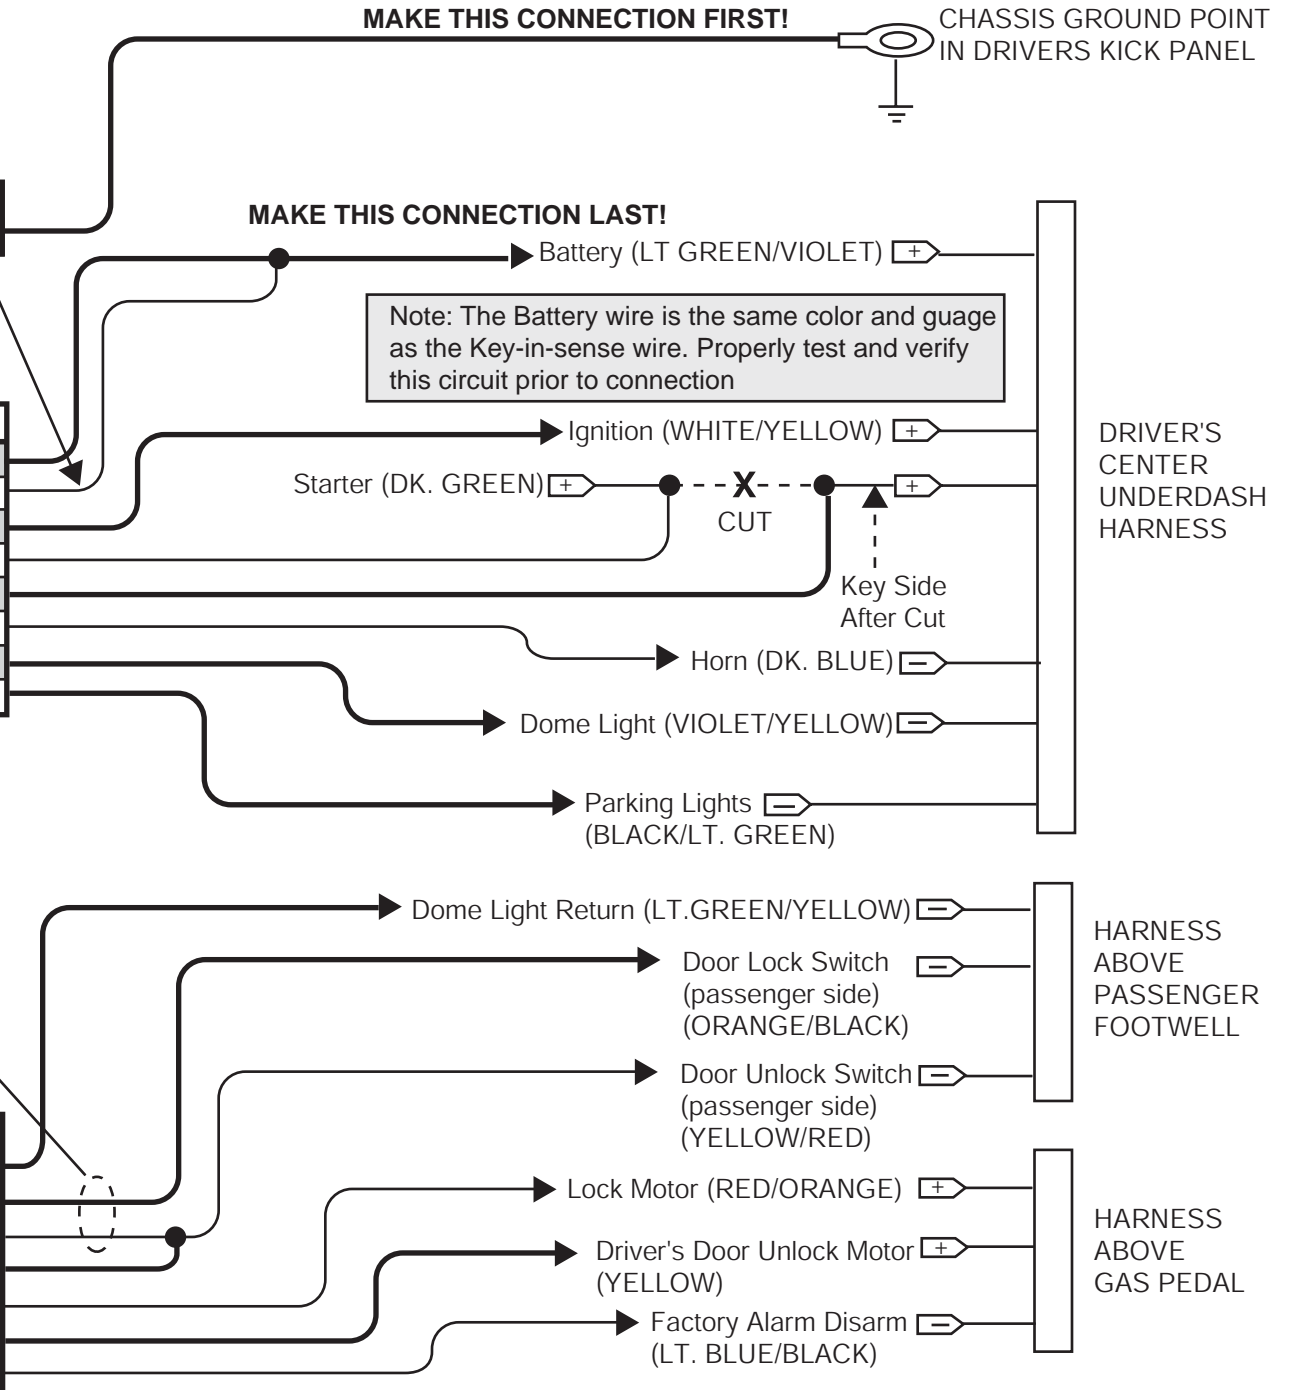 MAKE THIS CONNECTION FIRST!
CHASSIS GROUND POINT
IN DRIVERS KICK PANEL
MAKE THIS CONNECTION LAST!
Battery (LT GREEN/VIOLET) +
Note: The Battery wire is the same color and guage
as the Key-in-sense wire. Properly test and verify
this circuit prior to connection
Ignition (WHITE/YELLOW) +
Starter (DK. GREEN) + X +
CUT
Key Side
After Cut
DRIVER'S
CENTER
UNDERDASH
HARNESS
Horn (DK. BLUE) −
Dome Light (VIOLET/YELLOW) −
Parking Lights −
(BLACK/LT. GREEN)
Dome Light Return (LT.GREEN/YELLOW) −
Door Lock Switch −
(passenger side)
(ORANGE/BLACK)
Door Unlock Switch −
(passenger side)
(YELLOW/RED)
HARNESS
ABOVE
PASSENGER
FOOTWELL
Lock Motor (RED/ORANGE) +
Driver's Door Unlock Motor +
(YELLOW)
Factory Alarm Disarm −
(LT. BLUE/BLACK)
HARNESS
ABOVE
GAS PEDAL